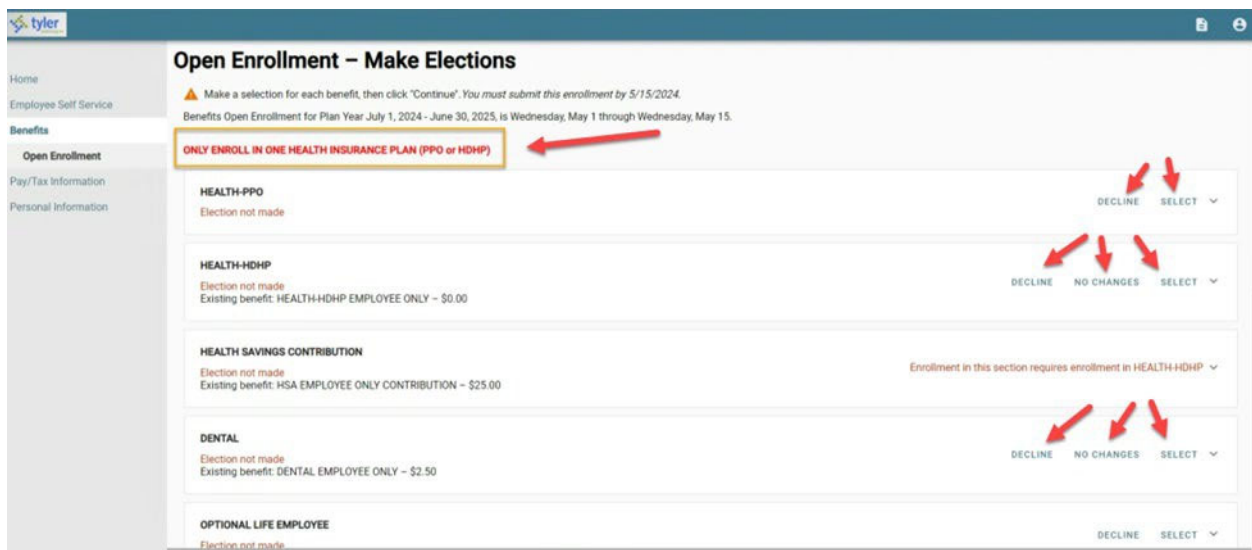 tyler
Open Enrollment – Make Elections
Home
Employee Self Service
Benefits
Open Enrollment
Pay/Tax Information
Personal Information
Make a selection for each benefit, then click "Continue". You must submit this enrollment by 5/15/2024.
Benefits Open Enrollment for Plan Year July 1, 2024 - June 30, 2025, is Wednesday, May 1 through Wednesday, May 15.
ONLY ENROLL IN ONE HEALTH INSURANCE PLAN (PPO or HDHP)
HEALTH-PPO
Election not made
DECLINE SELECT
HEALTH-HDHP
Election not made
Existing benefit: HEALTH-HDHP EMPLOYEE ONLY – $0.00
DECLINE NO CHANGES SELECT
HEALTH SAVINGS CONTRIBUTION
Election not made
Existing benefit: HSA EMPLOYEE ONLY CONTRIBUTION – $25.00
Enrollment in this section requires enrollment in HEALTH-HDHP
DENTAL
Election not made
Existing benefit: DENTAL EMPLOYEE ONLY – $2.50
DECLINE NO CHANGES SELECT
OPTIONAL LIFE EMPLOYEE
Election not made
DECLINE SELECT